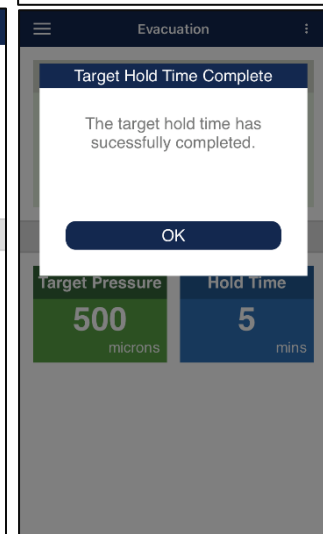 Evacuation
Target Hold Time Complete
The target hold time has
sucessfully completed.
OK
Target Pressure
Hold Time
500
5
microns
mins